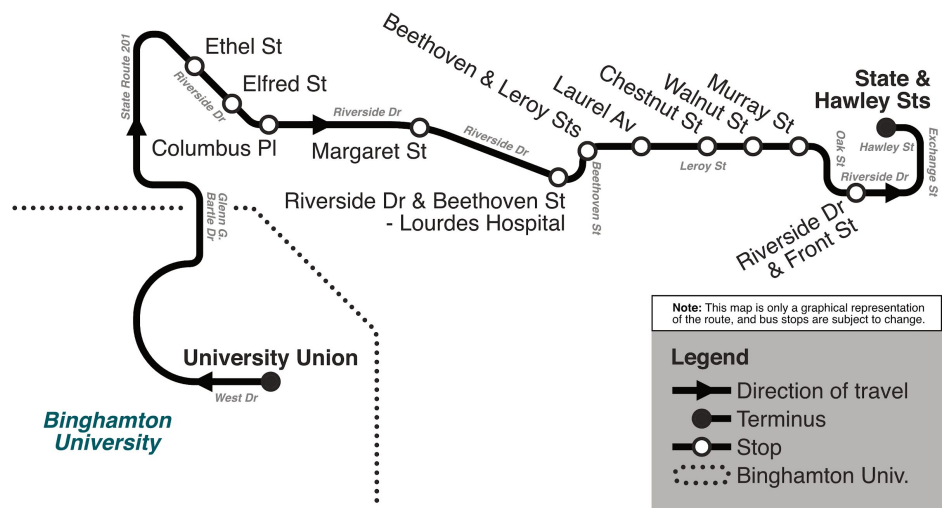 State Route 201
Ethel St
Riverside Dr
Elfred St
Columbus Pl
Riverside Dr
Margaret St
Riverside Dr
Riverside Dr & Beethoven St
- Lourdes Hospital
Beethoven & Leroy Sts
Beethoven St
Laurel Av
Chestnut St
Leroy St
Walnut St
Murray St
Oak St
Riverside Dr
Riverside Dr
& Front St
State &
Hawley Sts
Hawley St
Exchange St
Glenn G.
Bartle Dr
University Union
West Dr
Binghamton
University
Note: This map is only a graphical representation
of the route, and bus stops are subject to change.
Legend
Direction of travel
Terminus
Stop
Binghamton Univ.